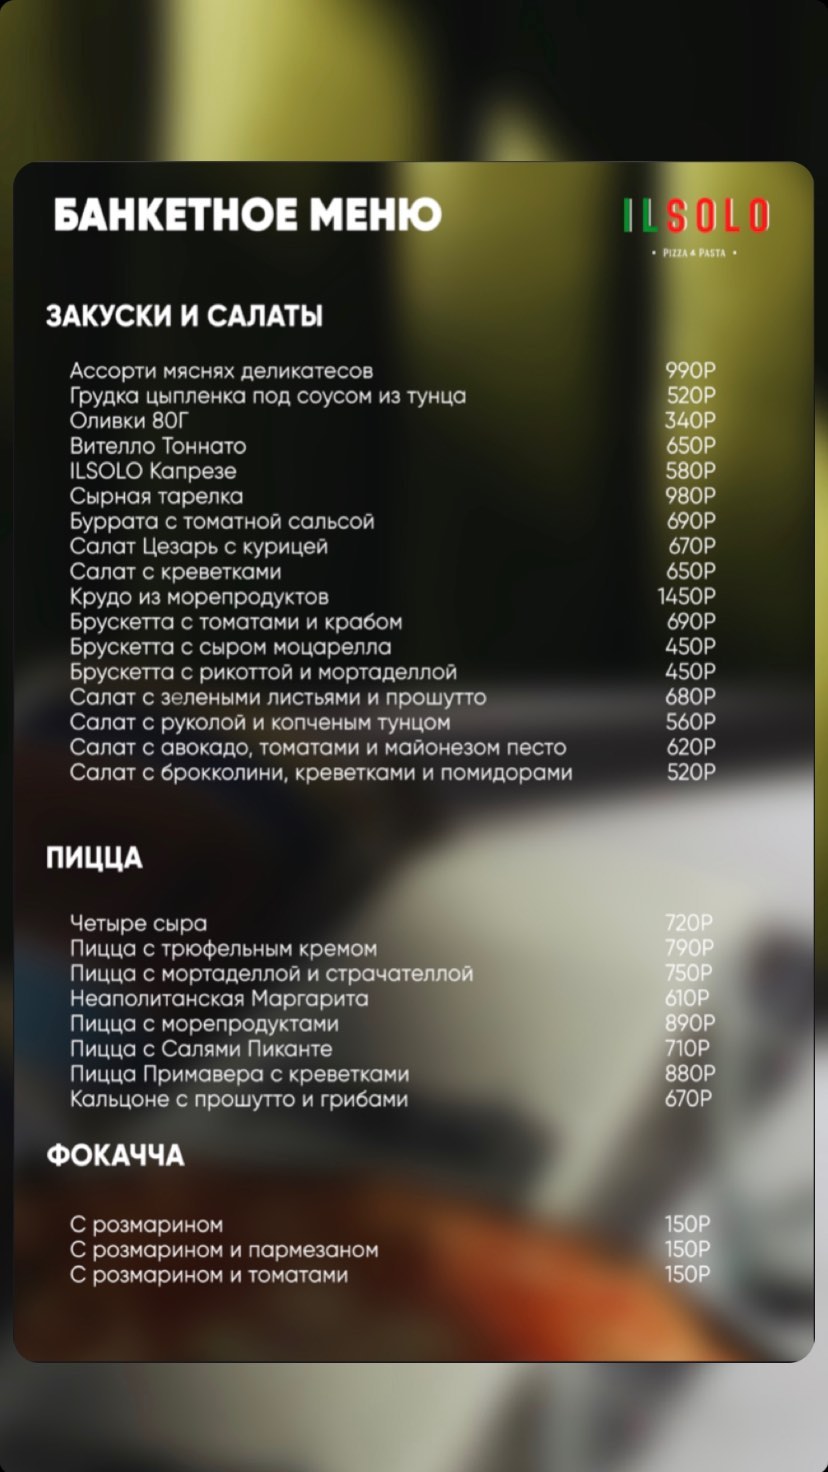 БАНКЕТНОЕ МЕНЮ
ILSOLO
• PIZZA & PASTA •
ЗАКУСКИ И САЛАТЫ
Ассорти мяснях деликатесов 990Р
Грудка цыпленка под соусом из тунца 520Р
Оливки 80Г 340Р
Вителло Тоннато 650Р
ILSOLO Капрезе 580Р
Сырная тарелка 980Р
Буррата с томатной сальсой 690Р
Салат Цезарь с курицей 670Р
Салат с креветками 650Р
Крудо из морепродуктов 1450Р
Брускетта с томатами и крабом 690Р
Брускетта с сыром моцарелла 450Р
Брускетта с рикоттой и мортаделлой 450Р
Салат с зелеными листьями и прошутто 680Р
Салат с руколой и копченым тунцом 560Р
Салат с авокадо, томатами и майонезом песто 620Р
Салат с брокколини, креветками и помидорами 520Р
ПИЦЦА
Четыре сыра 720Р
Пицца с трюфельным кремом 790Р
Пицца с мортаделлой и страчателлой 750Р
Неаполитанская Маргарита 610Р
Пицца с морепродуктами 890Р
Пицца с Салями Пиканте 710Р
Пицца Примавера с креветками 880Р
Кальцоне с прошутто и грибами 670Р
ФОКАЧЧА
С розмарином 150Р
С розмарином и пармезаном 150Р
С розмарином и томатами 150Р